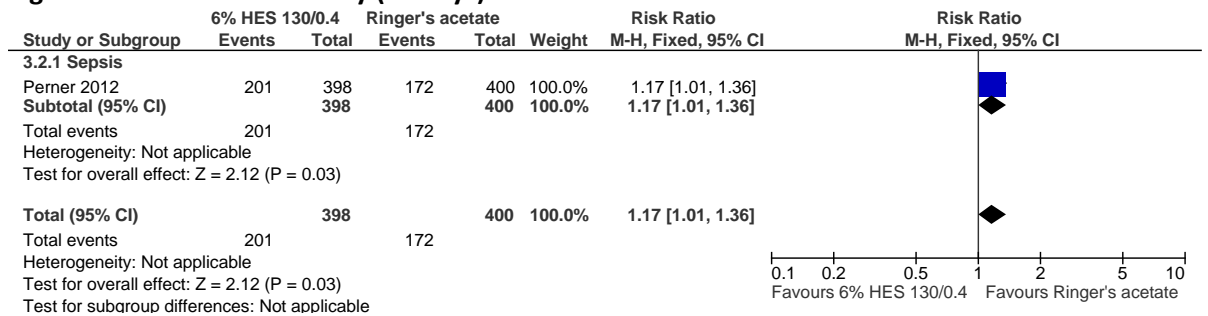 6% HES 130/0.4 Ringer's acetate Risk Ratio Risk Ratio
Study or Subgroup Events Total Events Total Weight M-H, Fixed, 95% CI M-H, Fixed, 95% CI
3.2.1 Sepsis
Perner 2012 201 398 172 400 100.0% 1.17 [1.01, 1.36]
Subtotal (95% CI) 398 400 100.0% 1.17 [1.01, 1.36]
Total events 201 172
Heterogeneity: Not applicable
Test for overall effect: Z = 2.12 (P = 0.03)
Total (95% CI) 398 400 100.0% 1.17 [1.01, 1.36]
Total events 201 172
Heterogeneity: Not applicable
Test for overall effect: Z = 2.12 (P = 0.03)
Test for subgroup differences: Not applicable
0.1 0.2 0.5 1 2 5 10
Favours 6% HES 130/0.4 Favours Ringer's acetate